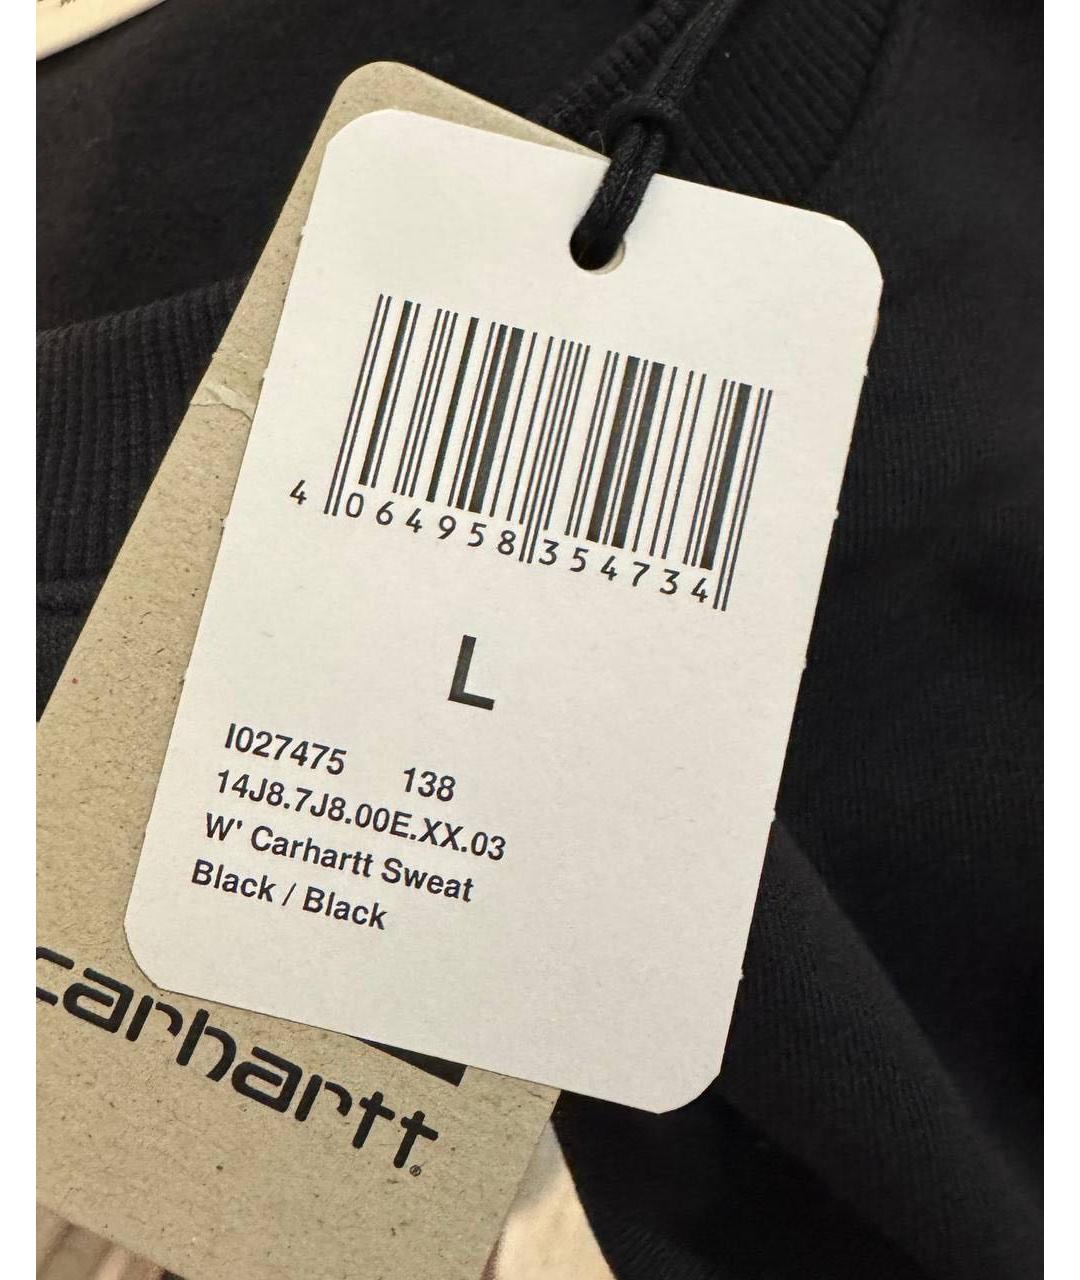 4 064958 354734
L
I027475 138
14J8.7J8.00E.XX.03
W' Carhartt Sweat
Black / Black
carhartt®